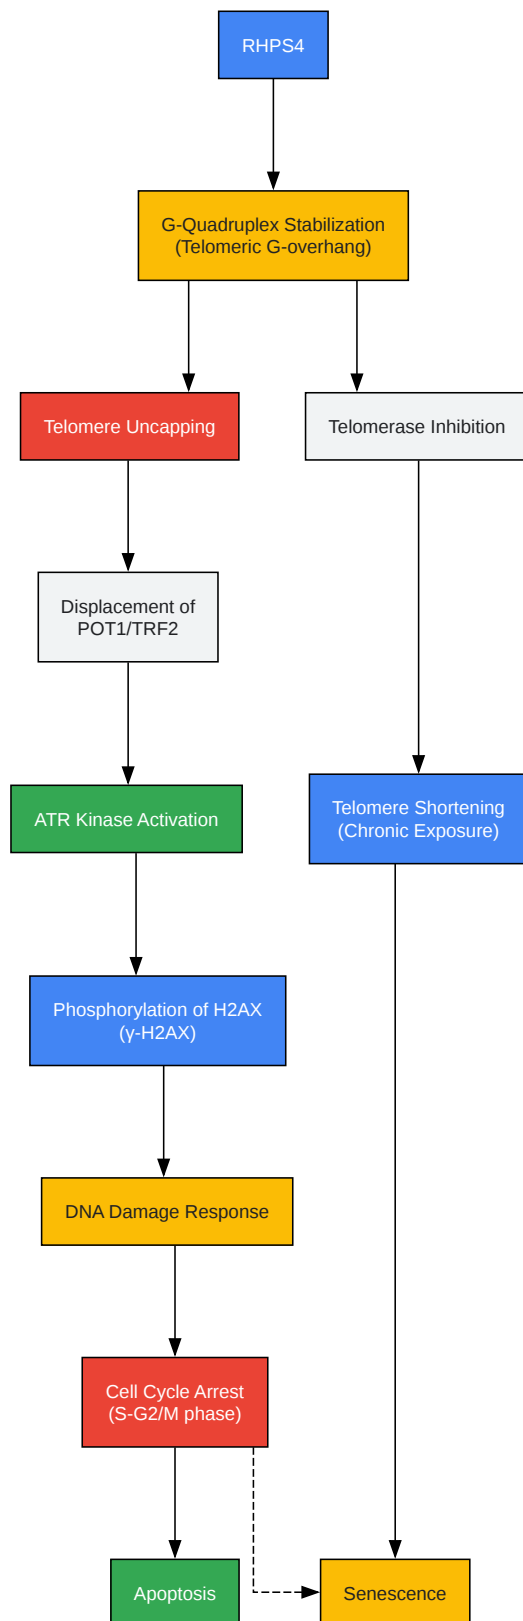 RHPS4
G-Quadruplex Stabilization
(Telomeric G-overhang)
Telomere Uncapping
Telomerase Inhibition
Displacement of
POT1/TRF2
ATR Kinase Activation
Telomere Shortening
(Chronic Exposure)
Phosphorylation of H2AX
(γ-H2AX)
DNA Damage Response
Cell Cycle Arrest
(S-G2/M phase)
Apoptosis
Senescence